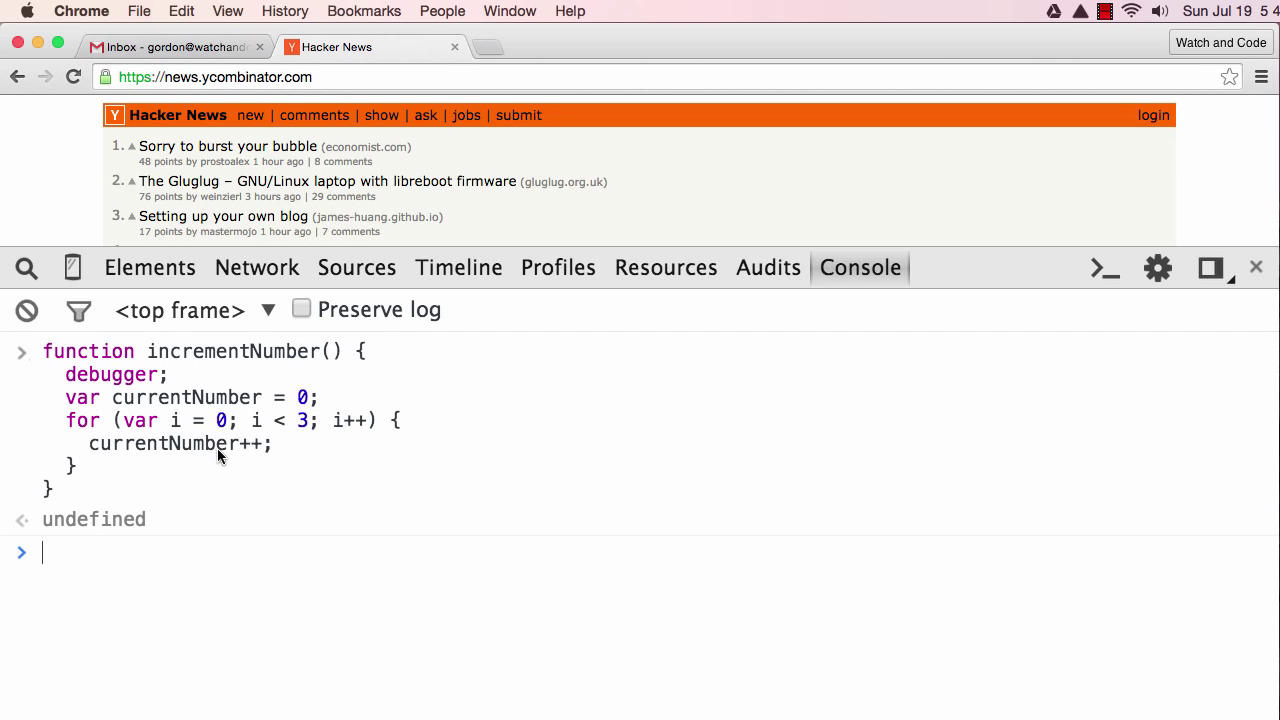 Chrome File Edit View History Bookmarks People Window Help Sun Jul 19 5 4
Inbox - gordon@watchand Hacker News Watch and Code
https://news.ycombinator.com
Y Hacker News new | comments | show | ask | jobs | submit login
1. Sorry to burst your bubble (economist.com)
48 points by prostoalex 1 hour ago | 8 comments
2. The Gluglug – GNU/Linux laptop with libreboot firmware (gluglug.org.uk)
76 points by weinzierl 3 hours ago | 29 comments
3. Setting up your own blog (james-huang.github.io)
17 points by mastermojo 1 hour ago | 7 comments
Elements Network Sources Timeline Profiles Resources Audits Console
<top frame> Preserve log
function incrementNumber() {
debugger;
var currentNumber = 0;
for (var i = 0; i < 3; i++) {
currentNumber++;
}
}
undefined